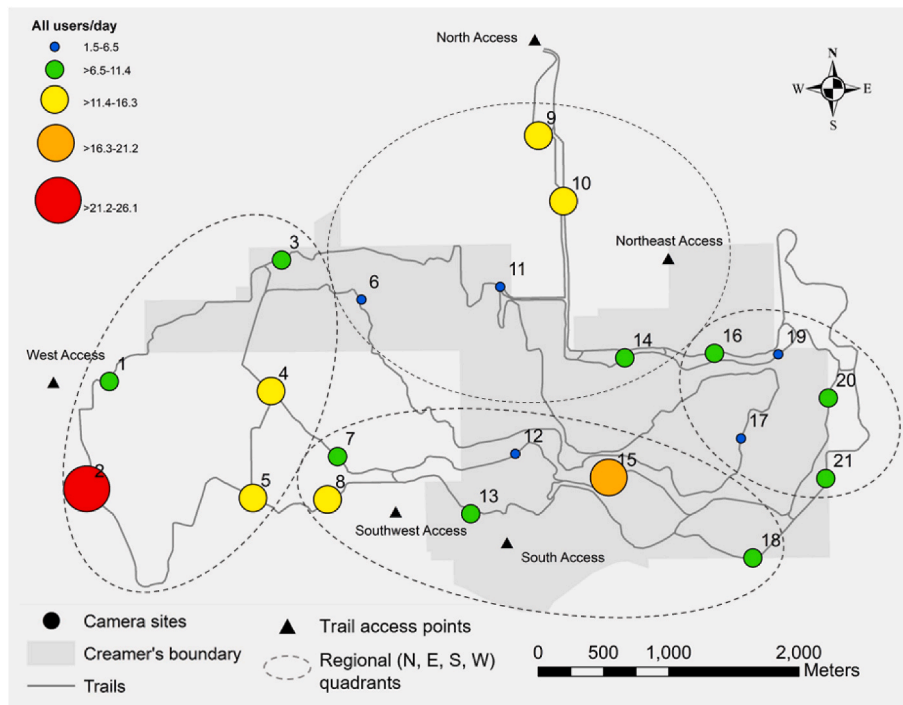 All users/day
1.5-6.5
>6.5-11.4
>11.4-16.3
>16.3-21.2
>21.2-26.1
North Access
N
W E
S
9
10
Northeast Access
3
11
6
14
16
19
West Access
1
4
20
7
12
15
17
2
5
8
13
21
Southwest Access
South Access
18
Camera sites
Creamer's boundary
Trails
Trail access points
Regional (N, E, S, W)
quadrants
0 500 1,000 2,000
Meters